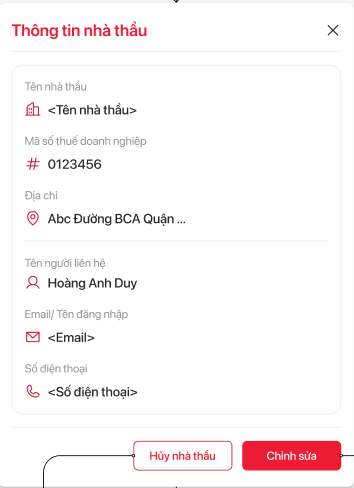 Thông tin nhà thầu
Tên nhà thầu
<Tên nhà thầu>
Mã số thuế doanh nghiệp
0123456
Địa chỉ
Abc Đường BCA Quận ...
Tên người liên hệ
Hoàng Anh Duy
Email/ Tên đăng nhập
<Email>
Số điện thoại
<Số điện thoại>
Hủy nhà thầu
Chỉnh sửa